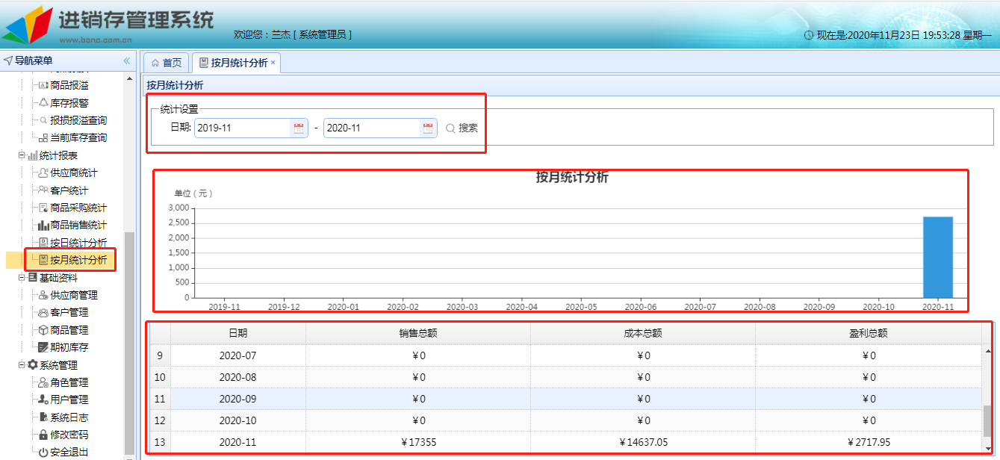 进销存管理系统
www.bonc.com.cn
欢迎您：兰杰 [ 系统管理员 ]
现在是:2020年11月23日 19:53:28 星期一
导航菜单
商品报溢
库存报警
报损报溢查询
当前库存查询
统计报表
供应商统计
客户统计
商品采购统计
商品销售统计
按日统计分析
按月统计分析
基础资料
供应商管理
客户管理
商品管理
期初库存
系统管理
角色管理
用户管理
系统日志
修改密码
安全退出
首页 按月统计分析
按月统计分析
统计设置
日期: 2019-11 - 2020-11 搜索
按月统计分析
单位（元）
3,000
2,500
2,000
1,500
1,000
500
0
2019-11 2019-12 2020-01 2020-02 2020-03 2020-04 2020-05 2020-06 2020-07 2020-08 2020-09 2020-10 2020-11
日期 销售总额 成本总额 盈利总额
9 2020-07 ¥0 ¥0 ¥0
10 2020-08 ¥0 ¥0 ¥0
11 2020-09 ¥0 ¥0 ¥0
12 2020-10 ¥0 ¥0 ¥0
13 2020-11 ¥17355 ¥14637.05 ¥2717.95